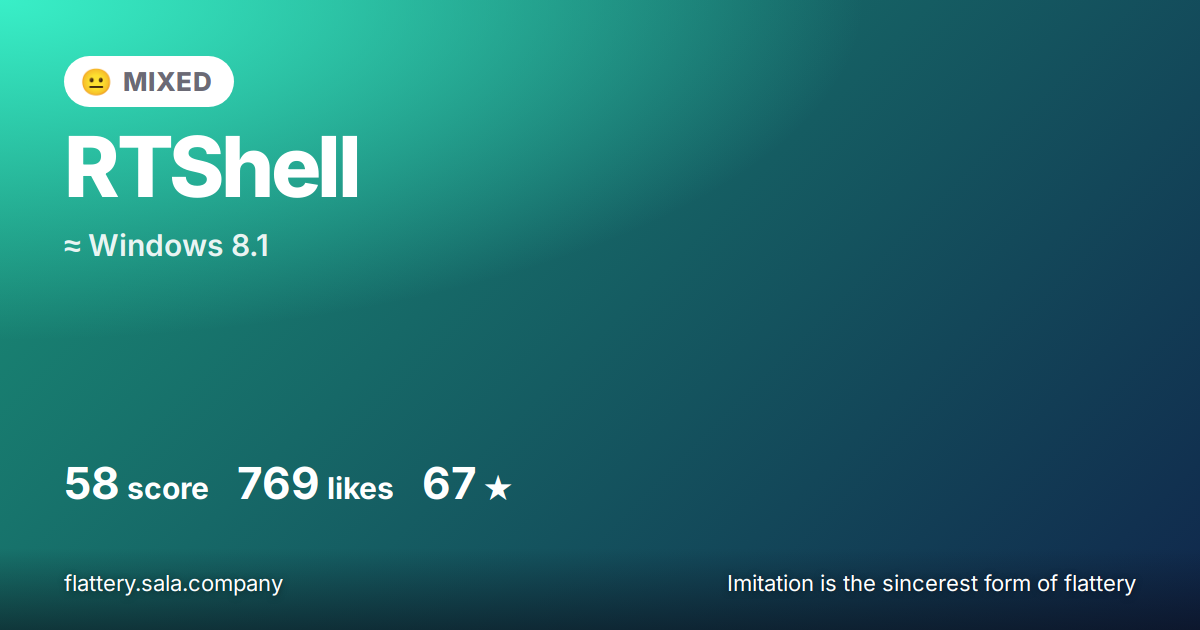 😐 MIXED
RTShell
≈ Windows 8.1
58 score 769 likes 67 ★
flattery.sala.company
Imitation is the sincerest form of flattery